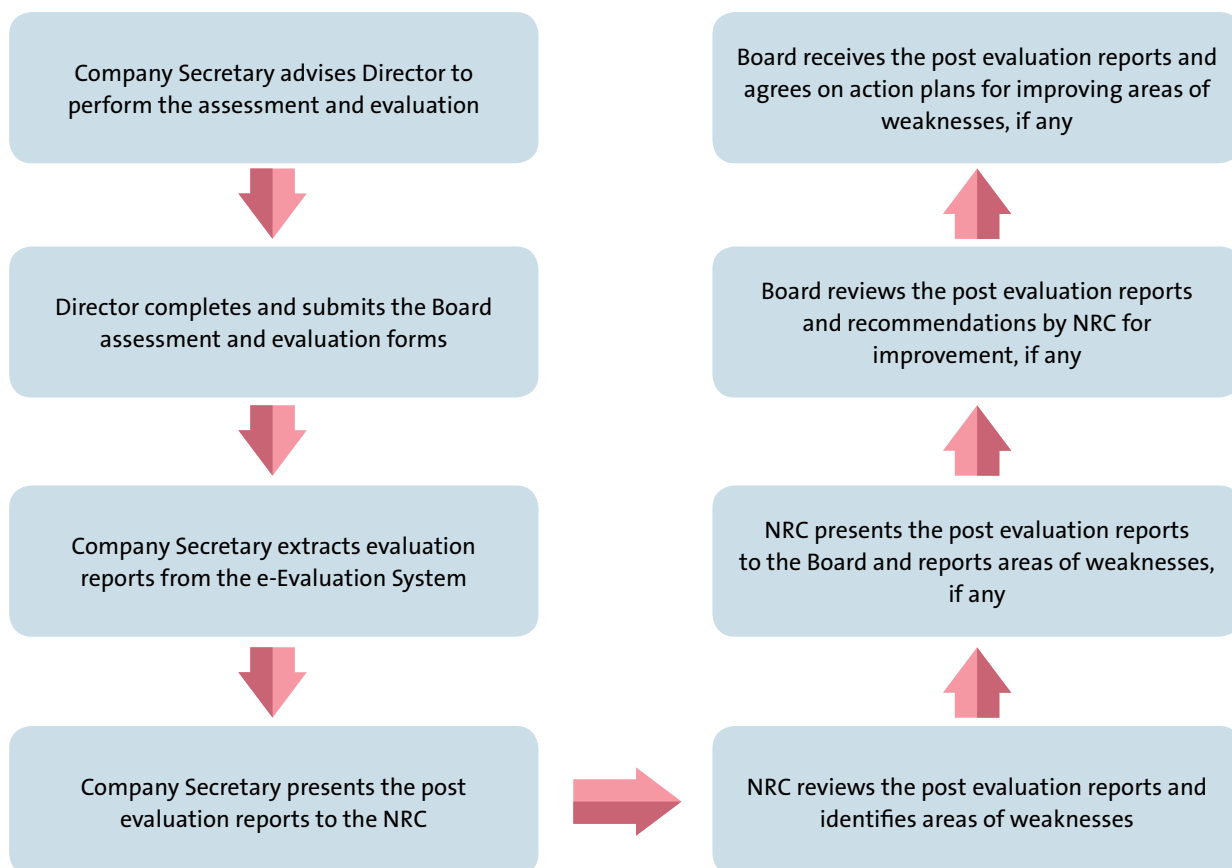 Company Secretary advises Director to
perform the assessment and evaluation
Director completes and submits the Board
assessment and evaluation forms
Company Secretary extracts evaluation
reports from the e-Evaluation System
Company Secretary presents the post
evaluation reports to the NRC
NRC reviews the post evaluation reports and
identifies areas of weaknesses
NRC presents the post evaluation reports
to the Board and reports areas of weaknesses,
if any
Board reviews the post evaluation reports
and recommendations by NRC for
improvement, if any
Board receives the post evaluation reports and
agrees on action plans for improving areas of
weaknesses, if any